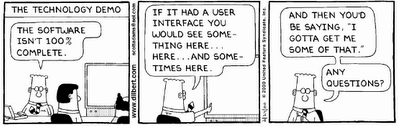 THE TECHNOLOGY DEMO
THE SOFTWARE
ISN'T 100%
COMPLETE.
www.dilbert.com
scottadams@aol.com
IF IT HAD A USER
INTERFACE YOU
WOULD SEE SOME-
THING HERE...
HERE... AND SOME-
TIMES HERE.
© 2000 United Feature Syndicate, Inc.
AND THEN YOU'D
BE SAYING, "I
GOTTA GET ME
SOME OF THAT."
ANY
QUESTIONS?